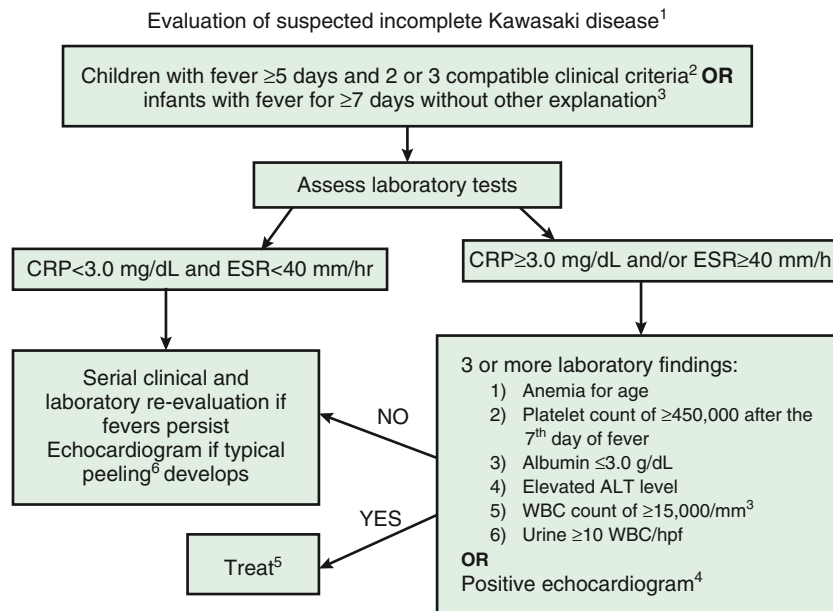 Evaluation of suspected incomplete Kawasaki disease¹
Children with fever ≥5 days and 2 or 3 compatible clinical criteria² OR
infants with fever for ≥7 days without other explanation³
Assess laboratory tests
CRP<3.0 mg/dL and ESR<40 mm/hr
CRP≥3.0 mg/dL and/or ESR≥40 mm/h
Serial clinical and
laboratory re-evaluation if
fevers persist
Echocardiogram if typical
peeling⁶ develops
NO
YES
Treat⁵
3 or more laboratory findings:
1) Anemia for age
2) Platelet count of ≥450,000 after the
7th day of fever
3) Albumin ≤3.0 g/dL
4) Elevated ALT level
5) WBC count of ≥15,000/mm³
6) Urine ≥10 WBC/hpf
OR
Positive echocardiogram⁴